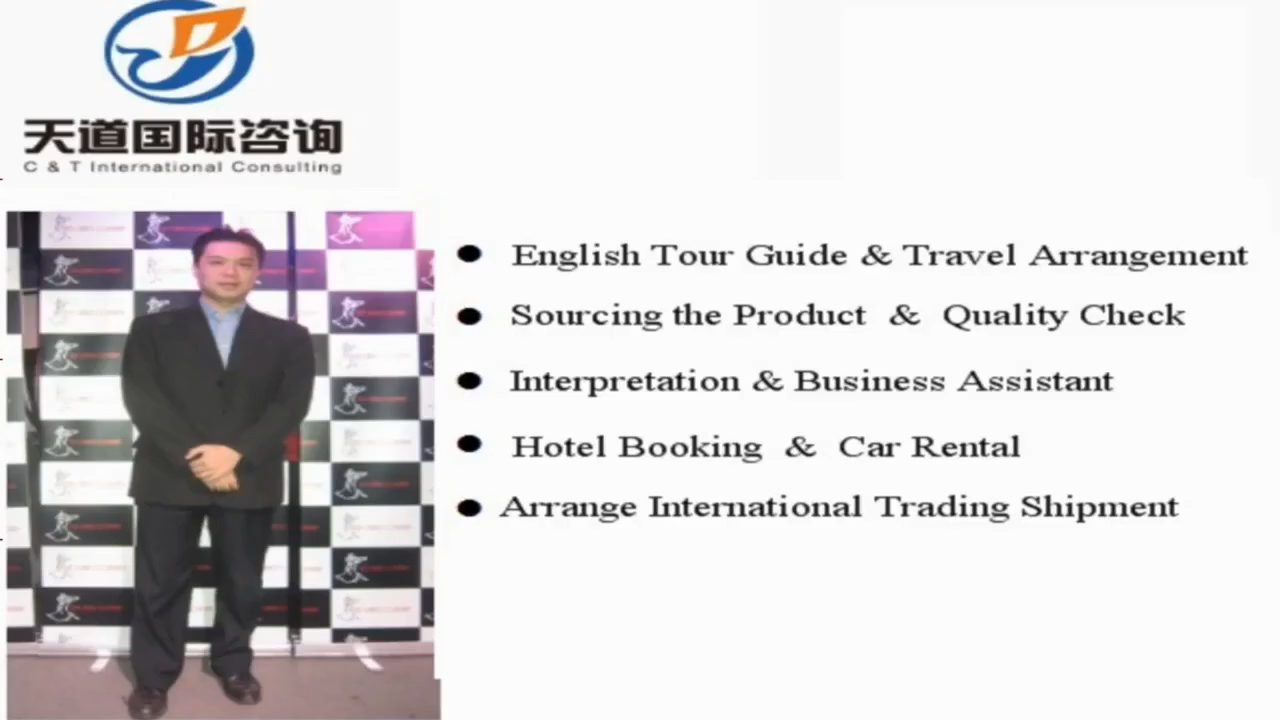 天道国际咨询
C & T International Consulting
● English Tour Guide & Travel Arrangement
● Sourcing the Product & Quality Check
● Interpretation & Business Assistant
● Hotel Booking & Car Rental
● Arrange International Trading Shipment